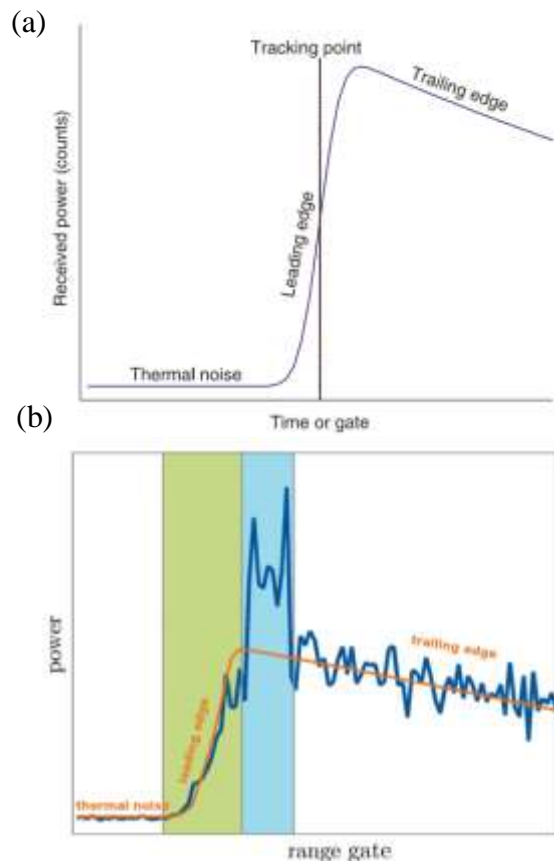 (a)
Tracking point
Trailing edge
Received power (counts)
Leading edge
Thermal noise
Time or gate
(b)
power
trailing edge
leading edge
thermal noise
range gate